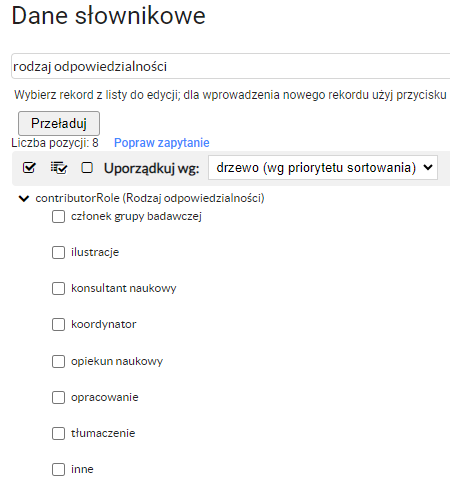 Dane słownikowe
rodzaj odpowiedzialności
Wybierz rekord z listy do edycji; dla wprowadzenia nowego rekordu użyj przycisku
Przeładuj
Liczba pozycji: 8 Popraw zapytanie
Uporządkuj wg: drzewo (wg priorytetu sortowania)
contributorRole (Rodzaj odpowiedzialności)
członek grupy badawczej
ilustracje
konsultant naukowy
koordynator
opiekun naukowy
opracowanie
tłumaczenie
inne